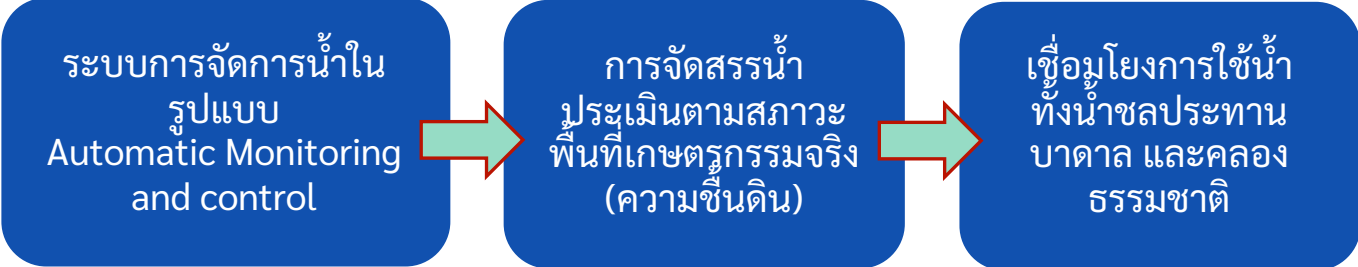 ระบบการจัดการน้ำใน
รูปแบบ
Automatic Monitoring
and control
การจัดสรรน้ำ
ประเมินตามสภาวะ
พื้นที่เกษตรกรรมจริง
(ความชื้นดิน)
เชื่อมโยงการใช้น้ำ
ทั้งน้ำชลประทาน
บาดาล และคลอง
ธรรมชาติ